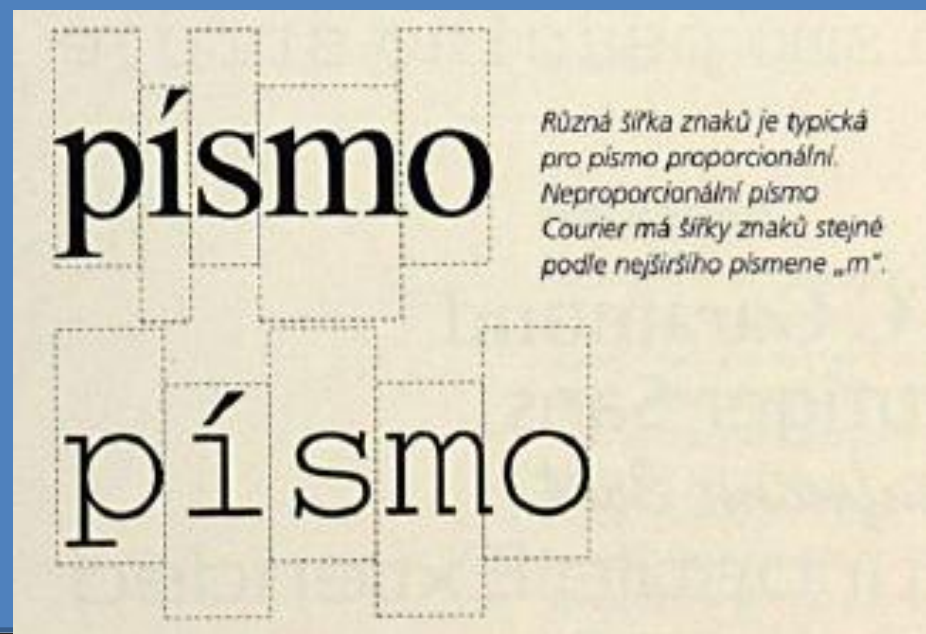 písmo
Různá šířka znaků je typická
pro písmo proporcionální.
Neproporcionální písmo
Courier má šířky znaků stejné
podle nejširšího písmene „m“.
písmo